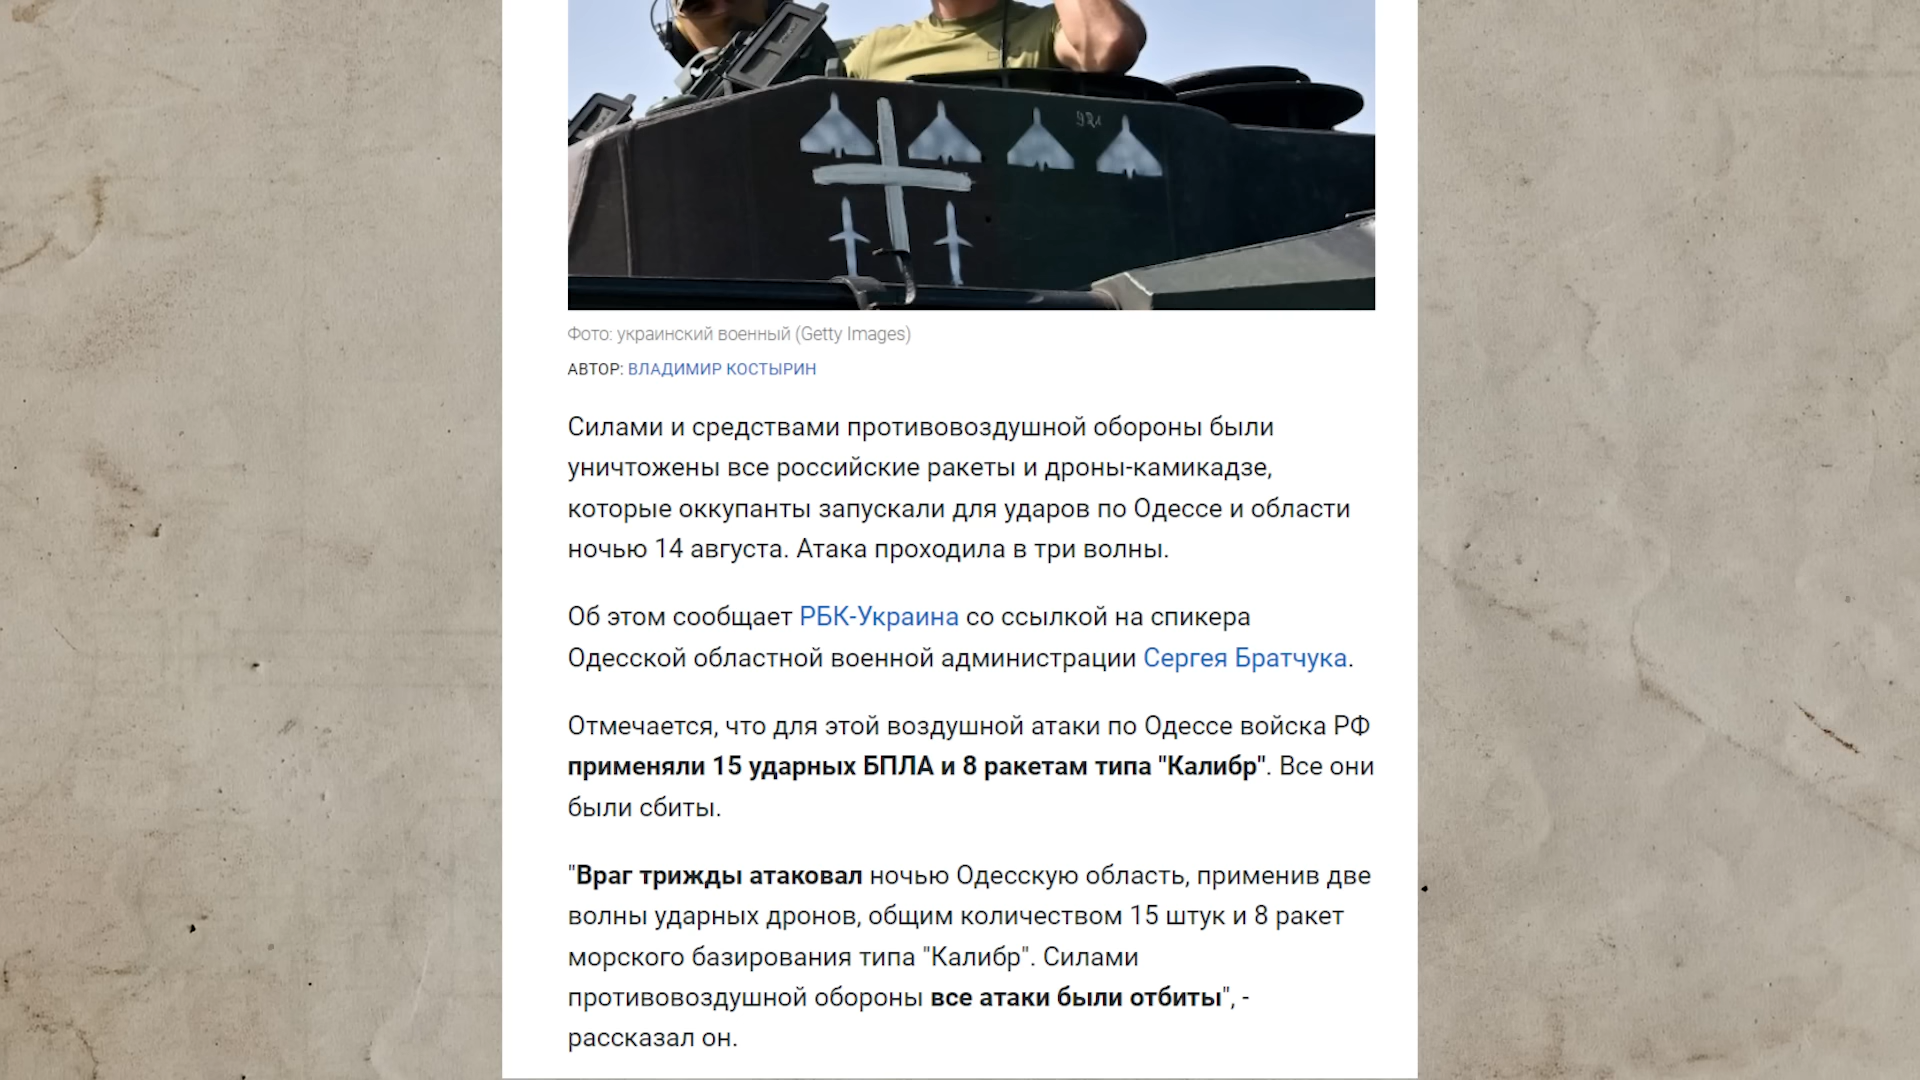 921
Фото: украинский военный (Getty Images)
АВТОР: ВЛАДИМИР КОСТЫРИН
Силами и средствами противовоздушной обороны были
уничтожены все российские ракеты и дроны-камикадзе,
которые оккупанты запускали для ударов по Одессе и области
ночью 14 августа. Атака проходила в три волны.
Об этом сообщает РБК-Украина со ссылкой на спикера
Одесской областной военной администрации Сергея Братчука.
Отмечается, что для этой воздушной атаки по Одессе войска РФ
применяли 15 ударных БПЛА и 8 ракетам типа "Калибр". Все они
были сбиты.
"Враг трижды атаковал ночью Одесскую область, применив две
волны ударных дронов, общим количеством 15 штук и 8 ракет
морского базирования типа "Калибр". Силами
противовоздушной обороны все атаки были отбиты", -
рассказал он.